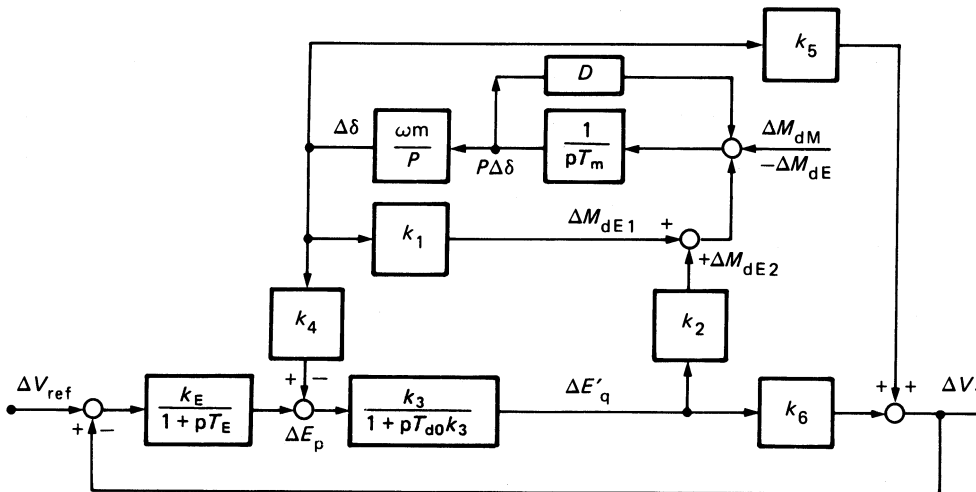 k5
D
Δδ
ωm
P
PΔδ
1
pTm
ΔMdM
−ΔMdE
k1
ΔMdE1
+
+ΔMdE2
k4
k2
ΔVref
+
−
kE
1 + pTE
+
−
ΔEp
k3
1 + pTd0k3
ΔE′q
k6
+
+
ΔV